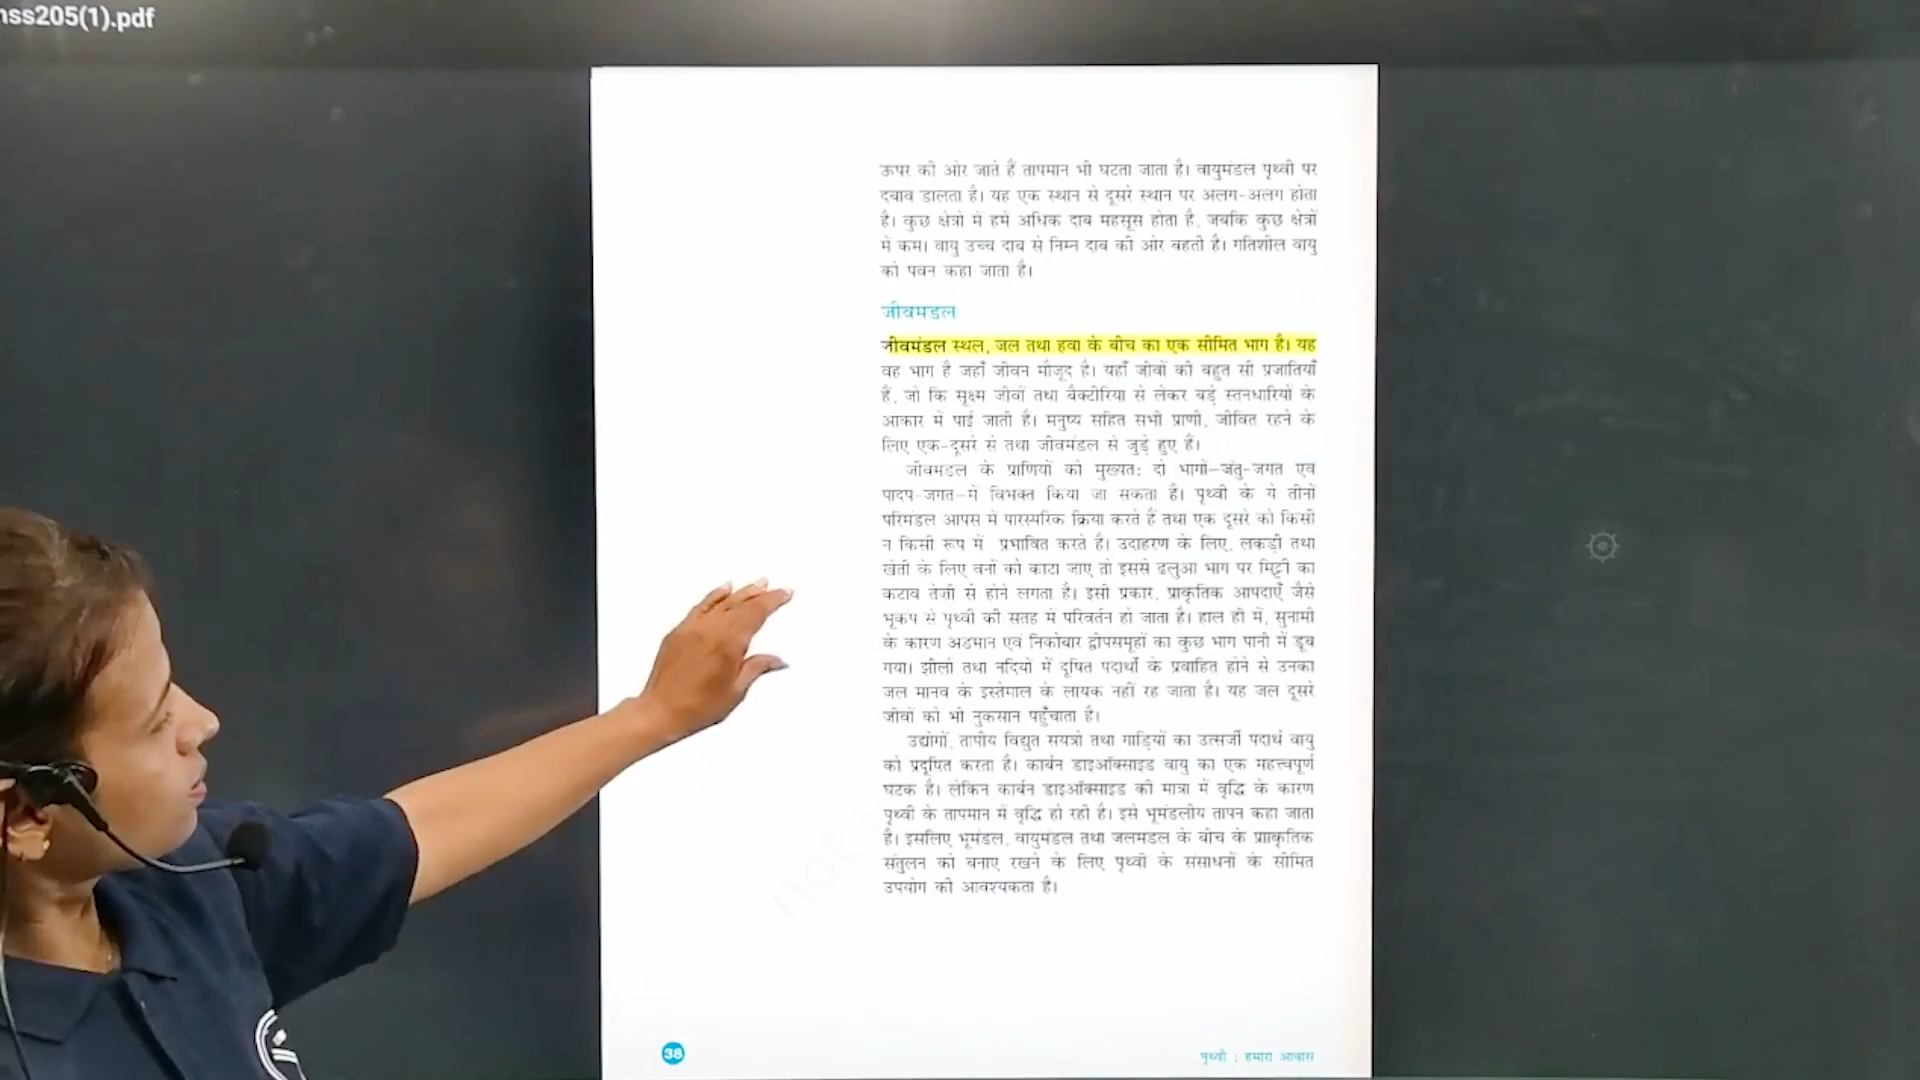 nss205(1).pdf
ऊपर की ओर जाते हैं तापमान भी घटता जाता है। वायुमंडल पृथ्वी पर
दबाव डालता है। यह एक स्थान से दूसरे स्थान पर अलग-अलग होता
है। कुछ क्षेत्रों में हमें अधिक दाब महसूस होता है, जबकि कुछ क्षेत्रों
में कम। वायु उच्च दाब से निम्न दाब की ओर बहती है। गतिशील वायु
को पवन कहा जाता है।
जीवमंडल
जीवमंडल स्थल, जल तथा हवा के बीच का एक सीमित भाग है। यह
वह भाग है जहाँ जीवन मौजूद है। यहाँ जीवों की बहुत सी प्रजातियाँ
हैं, जो कि सूक्ष्म जीवों तथा बैक्टीरिया से लेकर बड़े स्तनधारियों के
आकार में पाई जाती हैं। मनुष्य सहित सभी प्राणी, जीवित रहने के
लिए एक-दूसरे से तथा जीवमंडल से जुड़े हुए हैं।
जीवमंडल के प्राणियों को मुख्यत: दो भागों–जंतु-जगत एवं
पादप-जगत–में विभक्त किया जा सकता है। पृथ्वी के ये तीनों
परिमंडल आपस में पारस्परिक क्रिया करते हैं तथा एक दूसरे को किसी
न किसी रूप में प्रभावित करते हैं। उदाहरण के लिए, लकड़ी तथा
खेती के लिए वनों को काटा जाए तो इससे ढलुआ भाग पर मिट्टी का
कटाव तेज़ी से होने लगता है। इसी प्रकार, प्राकृतिक आपदाएँ जैसे
भूकंप से पृथ्वी की सतह में परिवर्तन हो जाता है। हाल ही में, सुनामी
के कारण अंडमान एवं निकोबार द्वीपसमूहों का कुछ भाग पानी में डूब
गया। झीलों तथा नदियों में दूषित पदार्थों के प्रवाहित होने से उनका
जल मानव के इस्तेमाल के लायक नहीं रह जाता है। यह जल दूसरे
जीवों को भी नुकसान पहुँचाता है।
उद्योगों, तापीय विद्युत संयंत्रों तथा गाड़ियों का उत्सर्जी पदार्थ वायु
को प्रदूषित करता है। कार्बन डाइऑक्साइड वायु का एक महत्त्वपूर्ण
घटक है। लेकिन कार्बन डाइऑक्साइड की मात्रा में वृद्धि के कारण
पृथ्वी के तापमान में वृद्धि हो रही है। इसे भूमंडलीय तापन कहा जाता
है। इसलिए भूमंडल, वायुमंडल तथा जलमंडल के बीच के प्रााकृतिक
संतुलन को बनाए रखने के लिए पृथ्वी के संसाधनों के सीमित
उपयोग की आवश्यकता है।
38
पृथ्वी : हमारा आवास